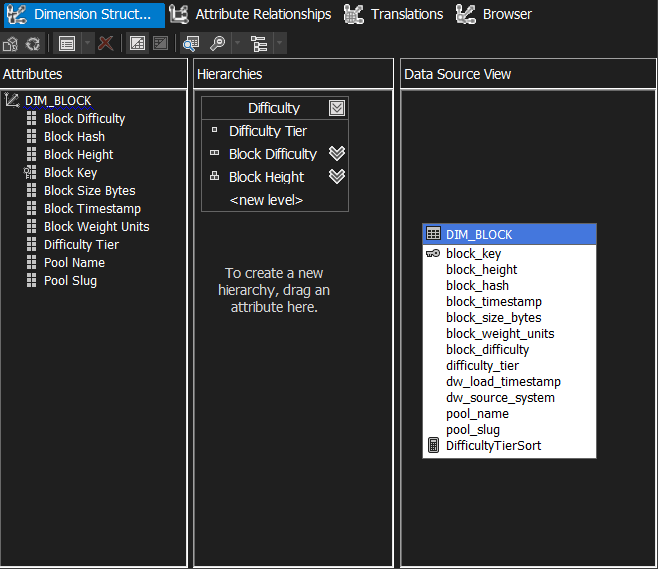 Dimension Struct...
Attribute Relationships
Translations
Browser
Attributes
DIM_BLOCK
Block Difficulty
Block Hash
Block Height
Block Key
Block Size Bytes
Block Timestamp
Block Weight Units
Difficulty Tier
Pool Name
Pool Slug
Hierarchies
Difficulty
Difficulty Tier
Block Difficulty
Block Height
<new level>
To create a new
hierarchy, drag an
attribute here.
Data Source View
DIM_BLOCK
block_key
block_height
block_hash
block_timestamp
block_size_bytes
block_weight_units
block_difficulty
difficulty_tier
dw_load_timestamp
dw_source_system
pool_name
pool_slug
DifficultyTierSort